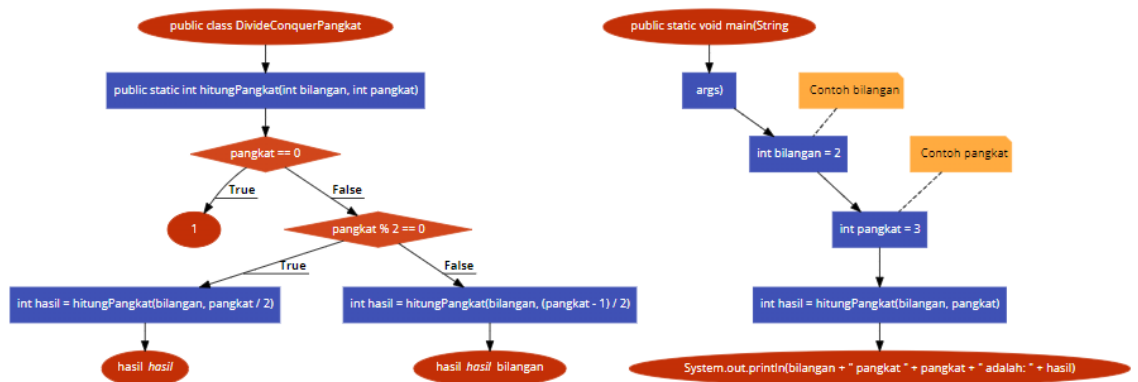 public class DivideConquerPangkat
public static int hitungPangkat(int bilangan, int pangkat)
pangkat == 0
True
False
1
pangkat % 2 == 0
True
False
int hasil = hitungPangkat(bilangan, pangkat / 2)
int hasil = hitungPangkat(bilangan, (pangkat - 1) / 2)
hasil hasil
hasil hasil bilangan
public static void main(String
args)
Contoh bilangan
int bilangan = 2
Contoh pangkat
int pangkat = 3
int hasil = hitungPangkat(bilangan, pangkat)
System.out.println(bilangan + " pangkat " + pangkat + " adalah: " + hasil)